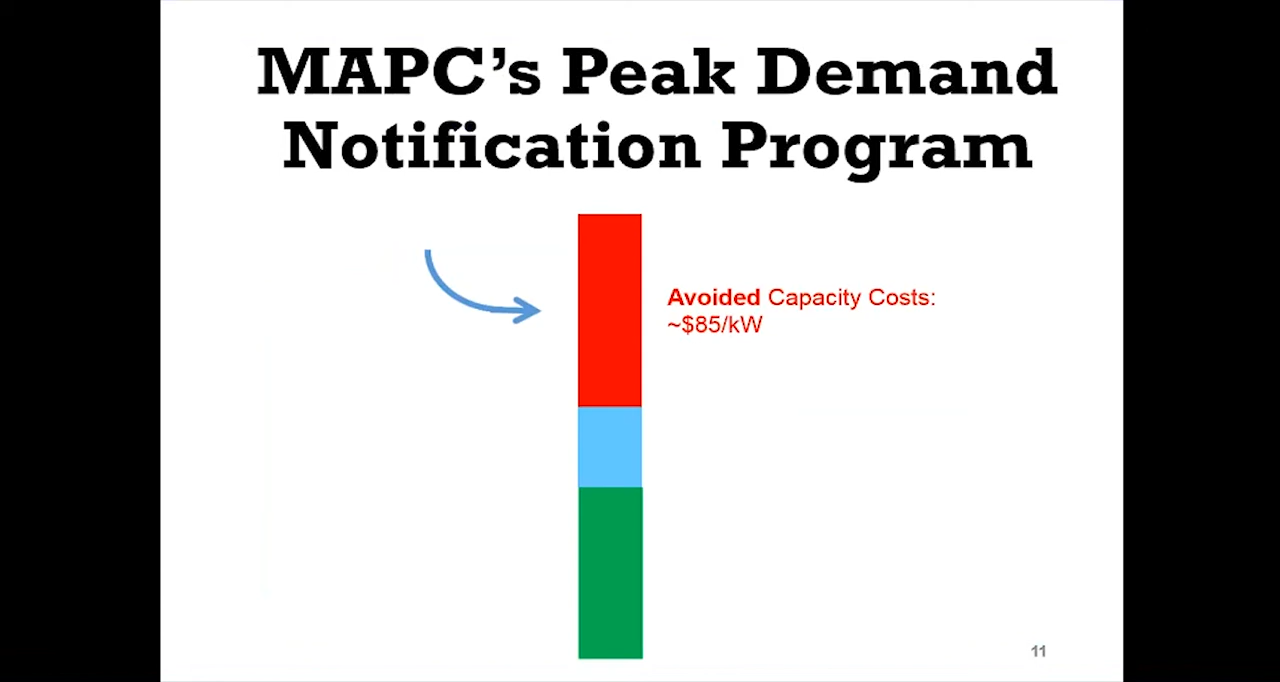 MAPC’s Peak Demand
Notification Program
Avoided Capacity Costs:
~$85/kW
11